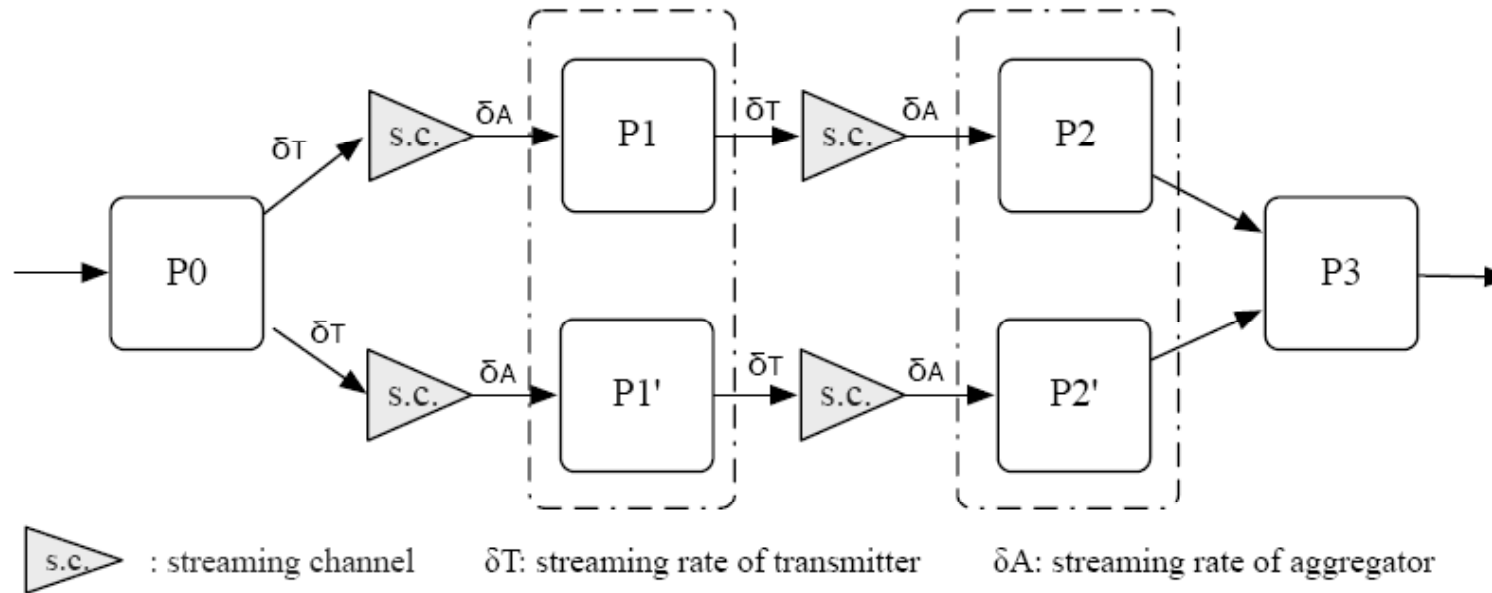 δT
s.c.
δA
P1
δT
s.c.
δA
P2
P0
P3
δT
s.c.
δA
P1'
δT
s.c.
δA
P2'
s.c. : streaming channel δT: streaming rate of transmitter δA: streaming rate of aggregator